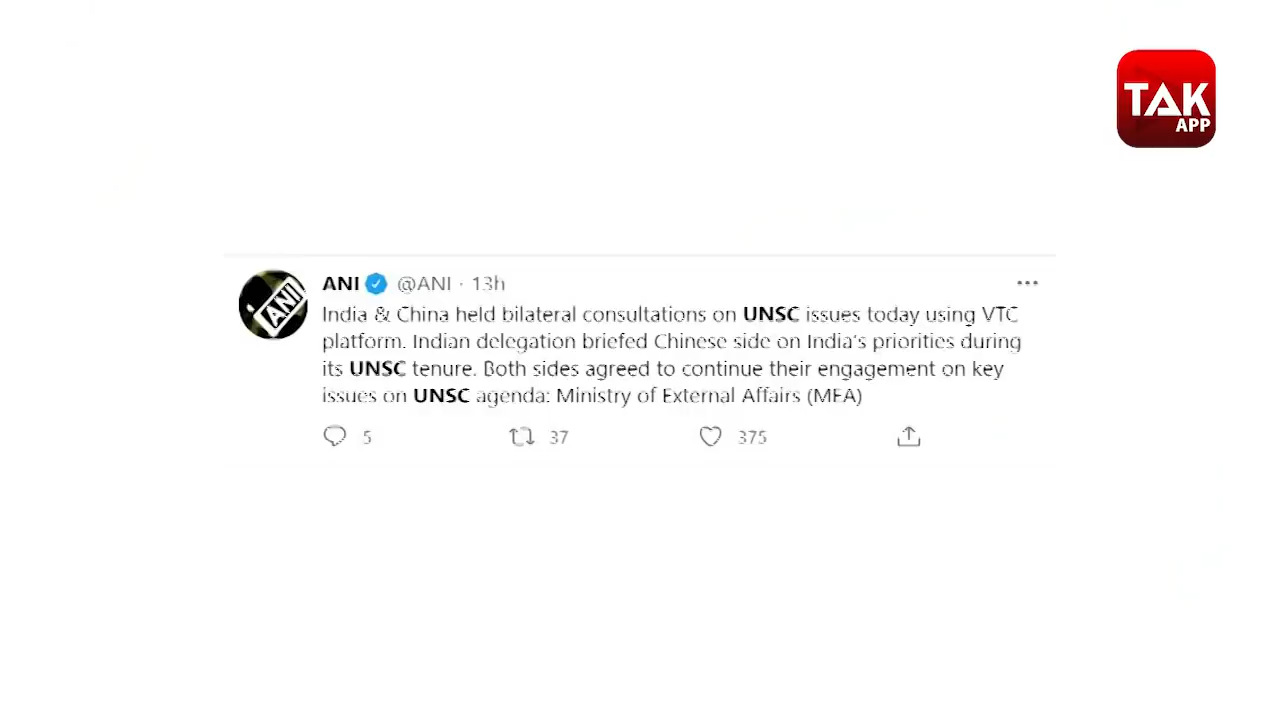 TAK
APP
ANI @ANI · 13h
ANI
India & China held bilateral consultations on UNSC issues today using VTC
platform. Indian delegation briefed Chinese side on India's priorities during
its UNSC tenure. Both sides agreed to continue their engagement on key
issues on UNSC agenda: Ministry of External Affairs (MEA)
5 37 375